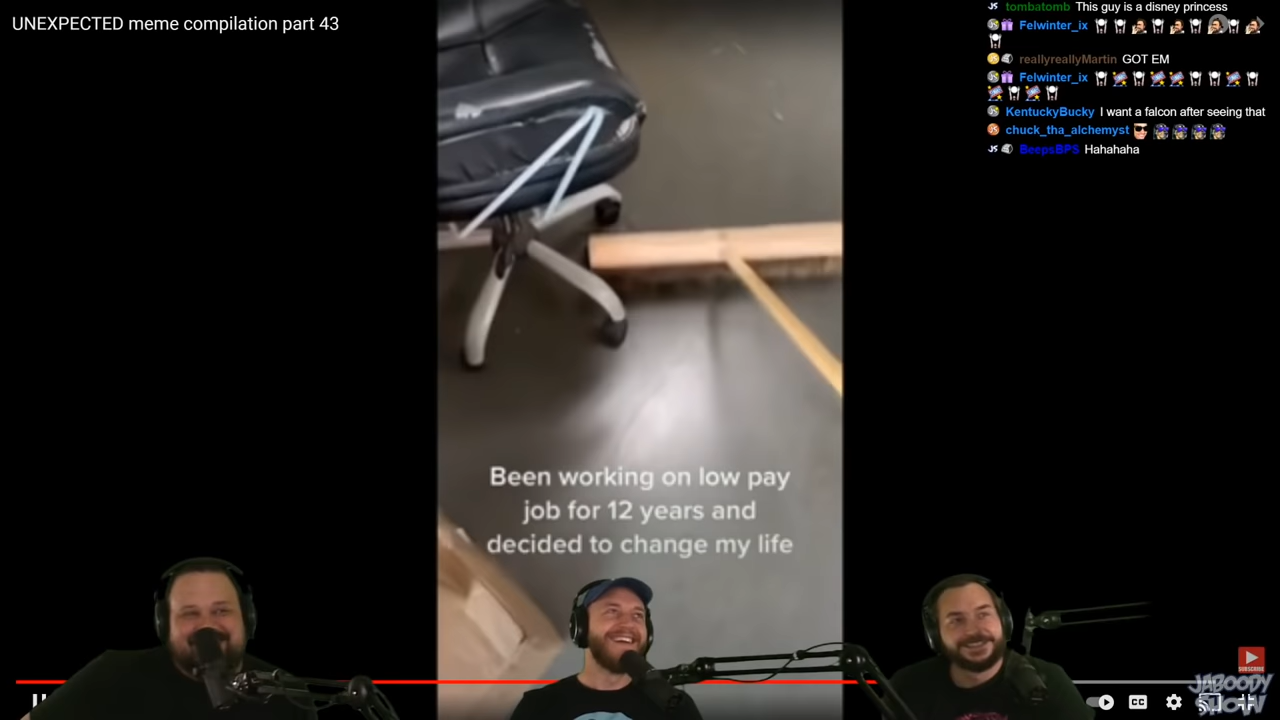 UNEXPECTED meme compilation part 43
tombatomb This guy is a disney princess
Felwinter_ix
reallyreallyMartin GOT EM
Felwinter_ix
KentuckyBucky I want a falcon after seeing that
chuck_tha_alchemyst
BeepsBPS Hahahaha
Been working on low pay
job for 12 years and
decided to change my life
SUBSCRIBE
JABOODY
SHOW
CC